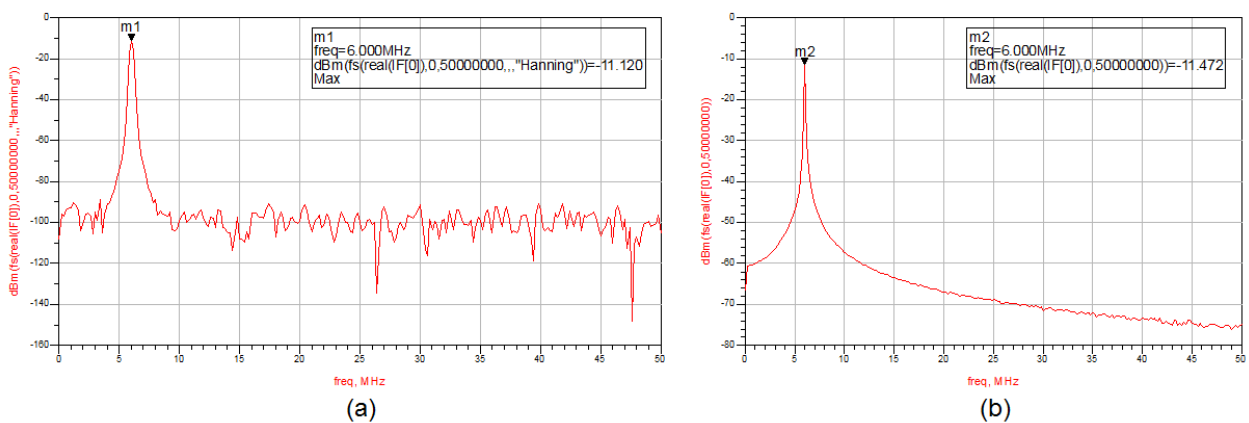 m1
m1
freq=6.000MHz
dBm(fs(real(IF[0]),0,50000000,,,"Hanning"))=-11.120
Max
dBm(fs(real(IF[0]),0,50000000,,,"Hanning"))
0
-20
-40
-60
-80
-100
-120
-140
-160
0 5 10 15 20 25 30 35 40 45 50
freq, MHz
(a)
m2
m2
freq=6.000MHz
dBm(fs(real(IF[0]),0,50000000))=-11.472
Max
dBm(fs(real(IF[0]),0,50000000))
0
-10
-20
-30
-40
-50
-60
-70
-80
0 5 10 15 20 25 30 35 40 45 50
freq, MHz
(b)